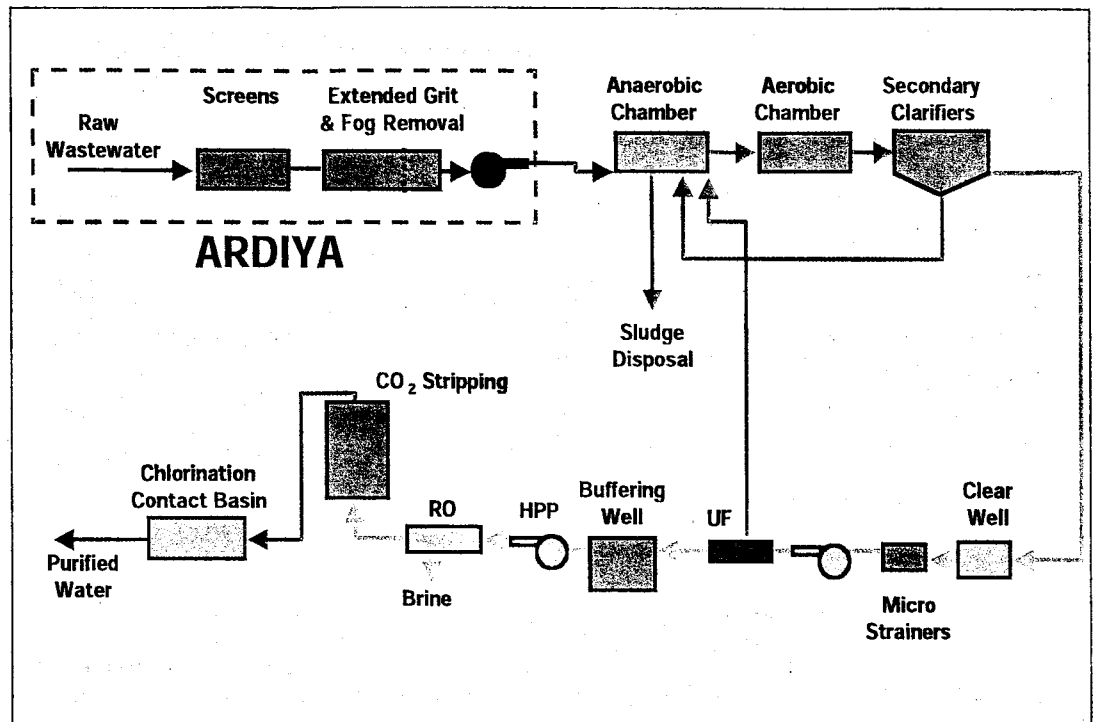 Screens
Extended Grit
& Fog Removal
Raw
Wastewater
ARDIYA
Anaerobic
Chamber
Aerobic
Chamber
Secondary
Clarifiers
Sludge
Disposal
CO2 Stripping
Chlorination
Contact Basin
Purified
Water
RO
Brine
HPP
Buffering
Well
UF
Clear
Well
Micro
Strainers